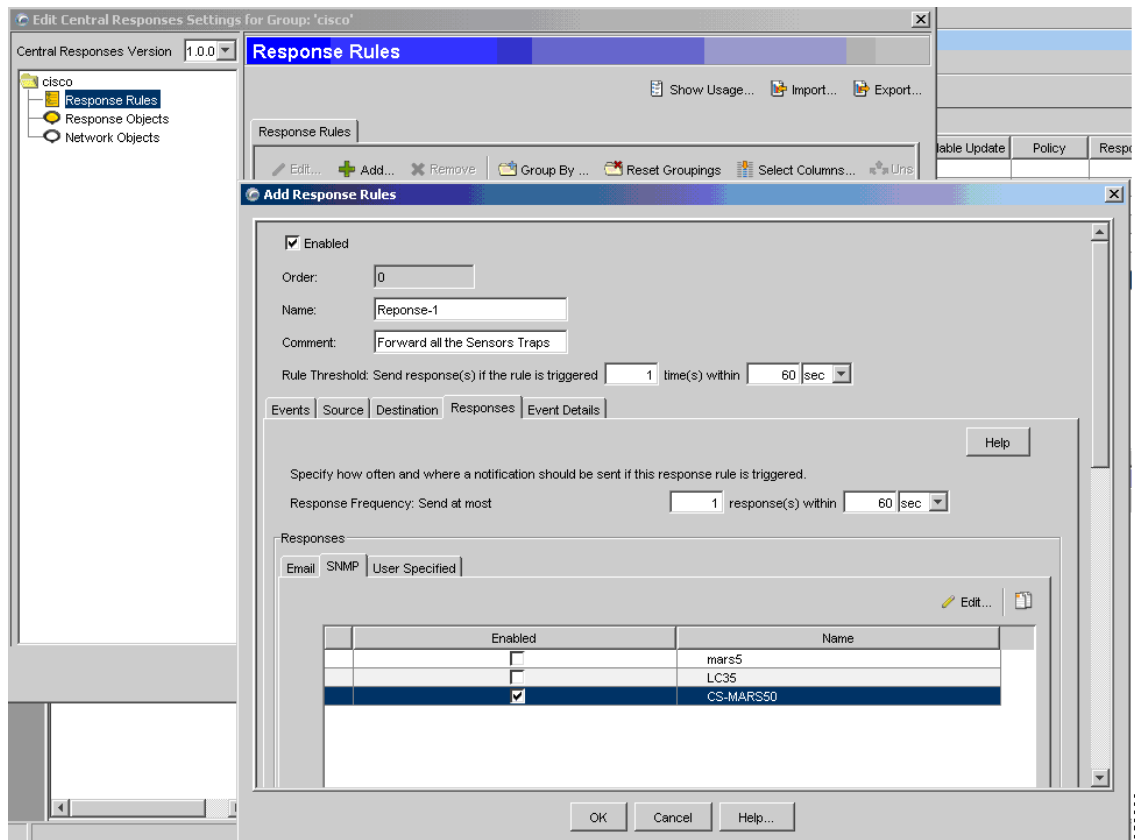 Edit Central Responses Settings for Group: 'cisco'
Central Responses Version 1.0.0
cisco
Response Rules
Response Objects
Network Objects
Response Rules
Show Usage... Import... Export...
Response Rules
Edit... Add... Remove Group By ... Reset Groupings Select Columns... Uns
lable Update Policy Respo
Add Response Rules
Enabled
Order: 0
Name: Reponse-1
Comment: Forward all the Sensors Traps
Rule Threshold: Send response(s) if the rule is triggered 1 time(s) within 60 sec
Events Source Destination Responses Event Details
Help
Specify how often and where a notification should be sent if this response rule is triggered.
Response Frequency: Send at most 1 response(s) within 60 sec
Responses
Email SNMP User Specified
Edit...
Enabled Name
mars5
LC35
CS-MARS50
OK Cancel Help...